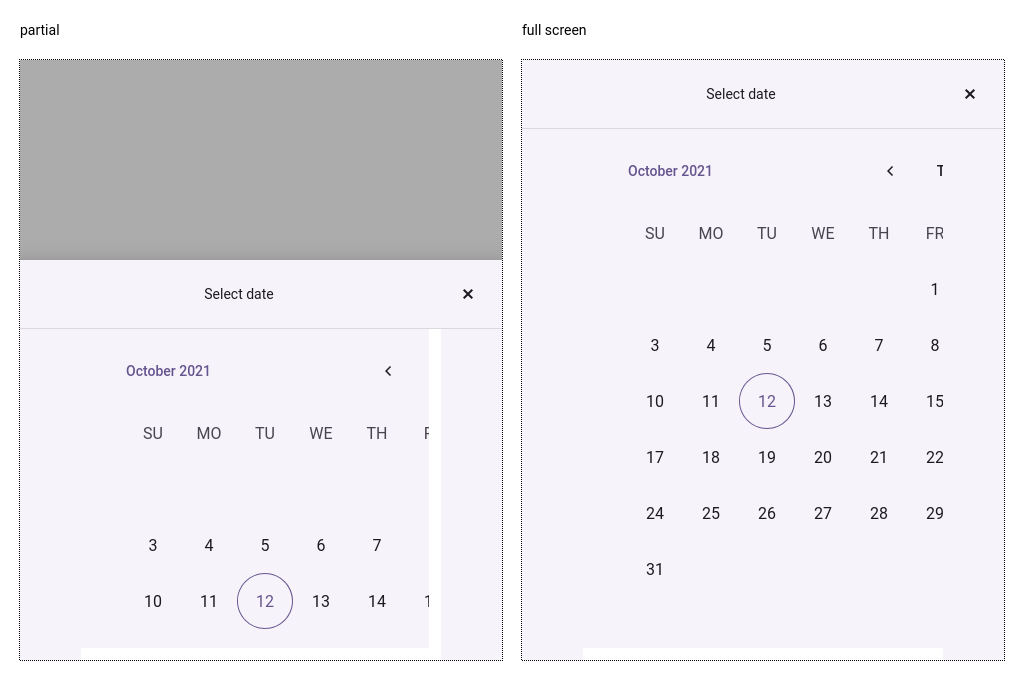 partial
full screen
Select date
October 2021
SU MO TU WE TH
3 4 5 6 7
10 11 12 13 14
Select date
October 2021
SU MO TU WE TH FR
1
3 4 5 6 7 8
10 11 12 13 14 15
17 18 19 20 21 22
24 25 26 27 28 29
31